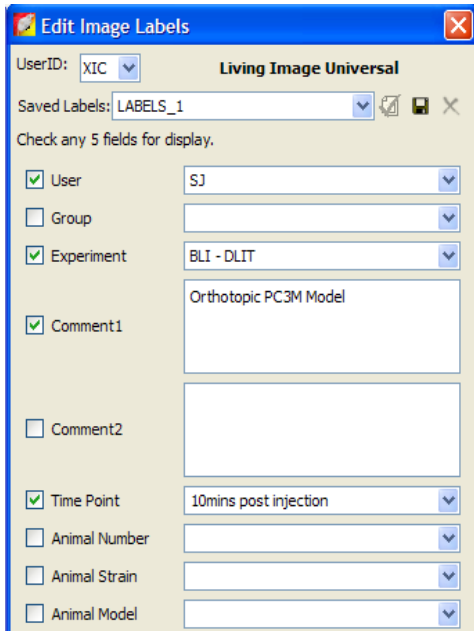 Edit Image Labels
UserID: XIC Living Image Universal
Saved Labels: LABELS_1
Check any 5 fields for display.
User SJ
Group
Experiment BLI - DLIT
Orthotopic PC3M Model
Comment1
Comment2
Time Point 10mins post injection
Animal Number
Animal Strain
Animal Model